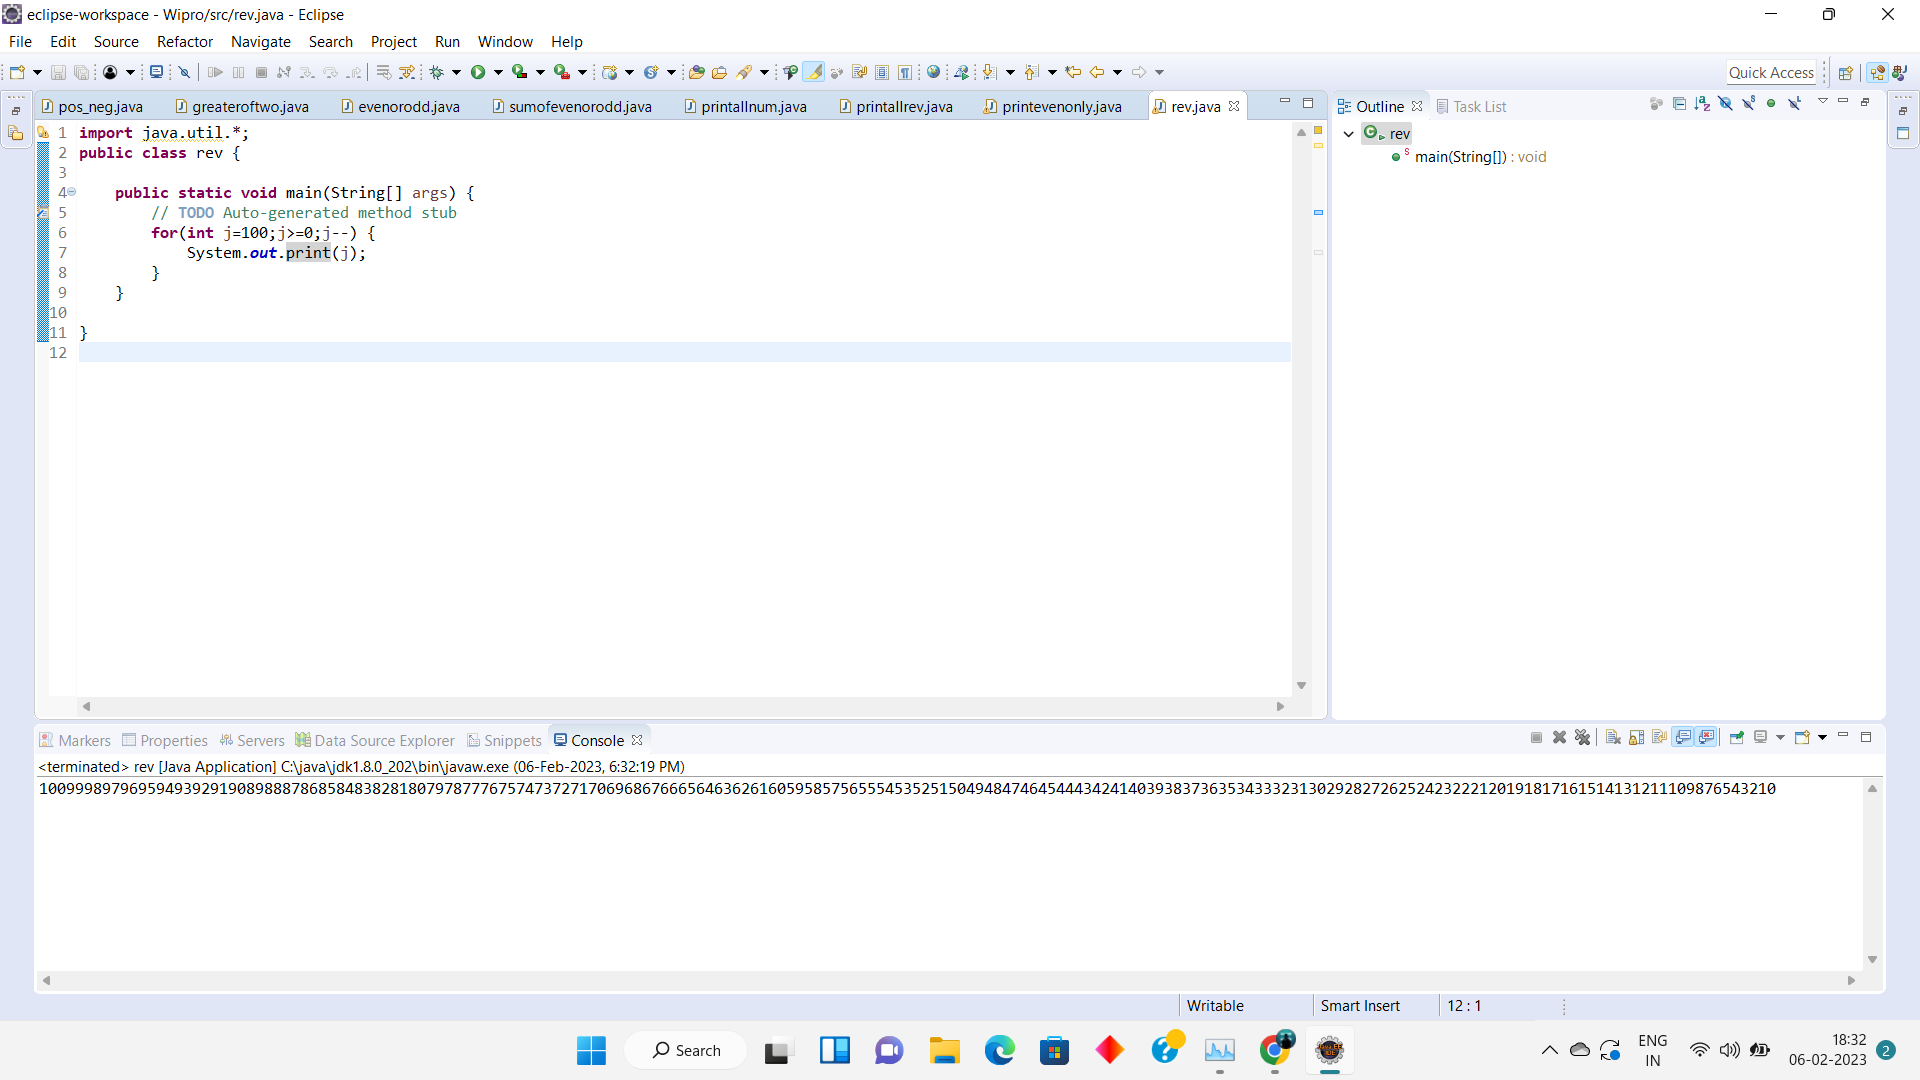 eclipse-workspace - Wipro/src/rev.java - Eclipse
File Edit Source Refactor Navigate Search Project Run Window Help
Quick Access
pos_neg.java greateroftwo.java evenorodd.java sumofevenorodd.java printallnum.java printallrev.java printevenonly.java rev.java
Outline Task List
1 import java.util.*;
2 public class rev {
3
4 public static void main(String[] args) {
5 // TODO Auto-generated method stub
6 for(int j=100;j>=0;j--) {
7 System.out.print(j);
8 }
9 }
10
11 }
12
rev
main(String[]) : void
Markers Properties Servers Data Source Explorer Snippets Console
<terminated> rev [Java Application] C:\java\jdk1.8.0_202\bin\javaw.exe (06-Feb-2023, 6:32:19 PM)
1009998979695949392919089888786858483828180797877767574737271706968676665646362616059585756555453525150494847464544434241403938373635343332313029282726252423222120191817161514131211109876543210
Writable Smart Insert 12 : 1
Search
ENG
IN
18:32
06-02-2023
2